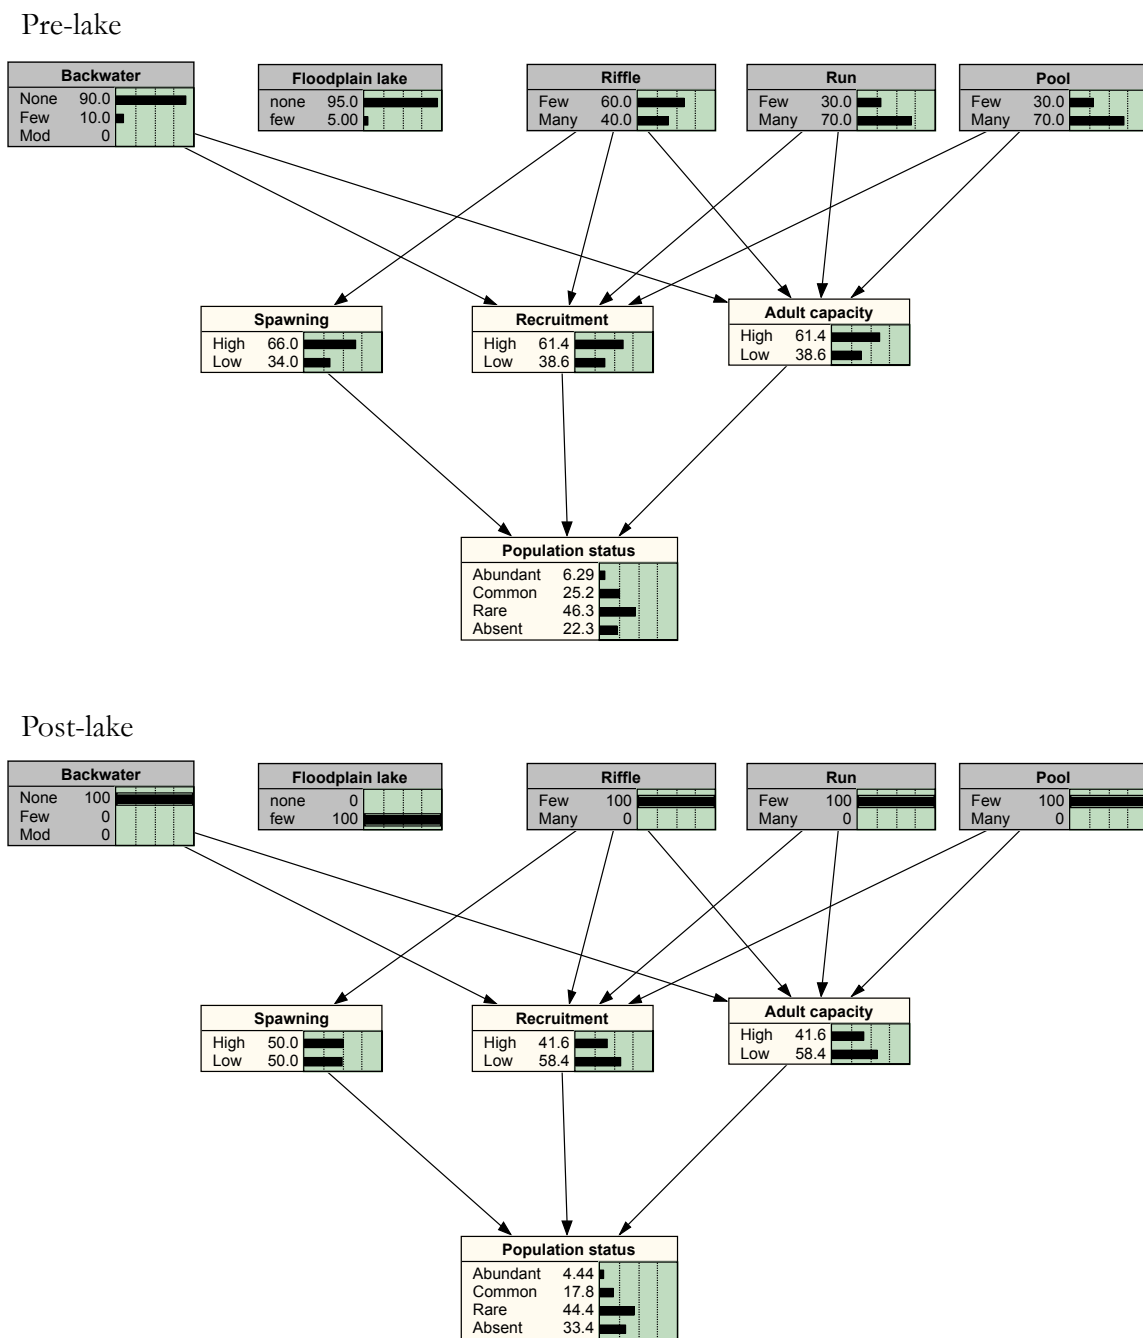 Pre-lake
Backwater
None 90.0
Few 10.0
Mod 0
Floodplain lake
none 95.0
few 5.00
Riffle
Few 60.0
Many 40.0
Run
Few 30.0
Many 70.0
Pool
Few 30.0
Many 70.0
Spawning
High 66.0
Low 34.0
Recruitment
High 61.4
Low 38.6
Adult capacity
High 61.4
Low 38.6
Population status
Abundant 6.29
Common 25.2
Rare 46.3
Absent 22.3
Post-lake
Backwater
None 100
Few 0
Mod 0
Floodplain lake
none 0
few 100
Riffle
Few 100
Many 0
Run
Few 100
Many 0
Pool
Few 100
Many 0
Spawning
High 50.0
Low 50.0
Recruitment
High 41.6
Low 58.4
Adult capacity
High 41.6
Low 58.4
Population status
Abundant 4.44
Common 17.8
Rare 44.4
Absent 33.4